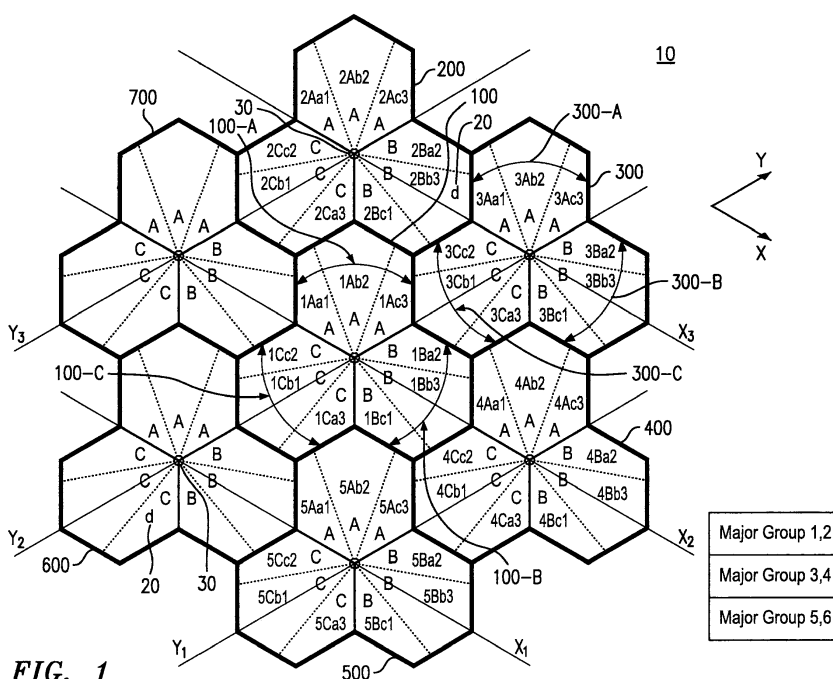 10
200
2Ab2
2Aa1 2Ac3
30 100
700 100-A 20 300-A
A A A
2Cc2 C B 2Ba2
2Cb1 C B 2Bb3 d
C B
2Ca3 2Bc1
3Ab2 300
3Aa1 3Ac3
Y
X
A A A
A A A
C B
C B
C B
3Cc2 C B 3Ba2
3Cb1 C B 3Bb3
C B
3Ca3 3Bc1
300-B
1Ab2
1Aa1 1Ac3
Y3 X3
A A A
100-C 1Cc2 C B 1Ba2 300-C
1Cb1 C B 1Bb3
C B
1Ca3 1Bc1
4Ab2
4Aa1 4Ac3
400
A A A
A A A
C B
C B
C B
d
4Cc2 C B 4Ba2
4Cb1 C B 4Bb3
C B
4Ca3 4Bc1
5Ab2
5Aa1 5Ac3
Y2 X2
600 20 30
A A A
5Cc2 C B 5Ba2 100-B
5Cb1 C B 5Bb3
C B
5Ca3 5Bc1
Y1 X1
500
Major Group 1,2
Major Group 3,4
Major Group 5,6
FIG. 1